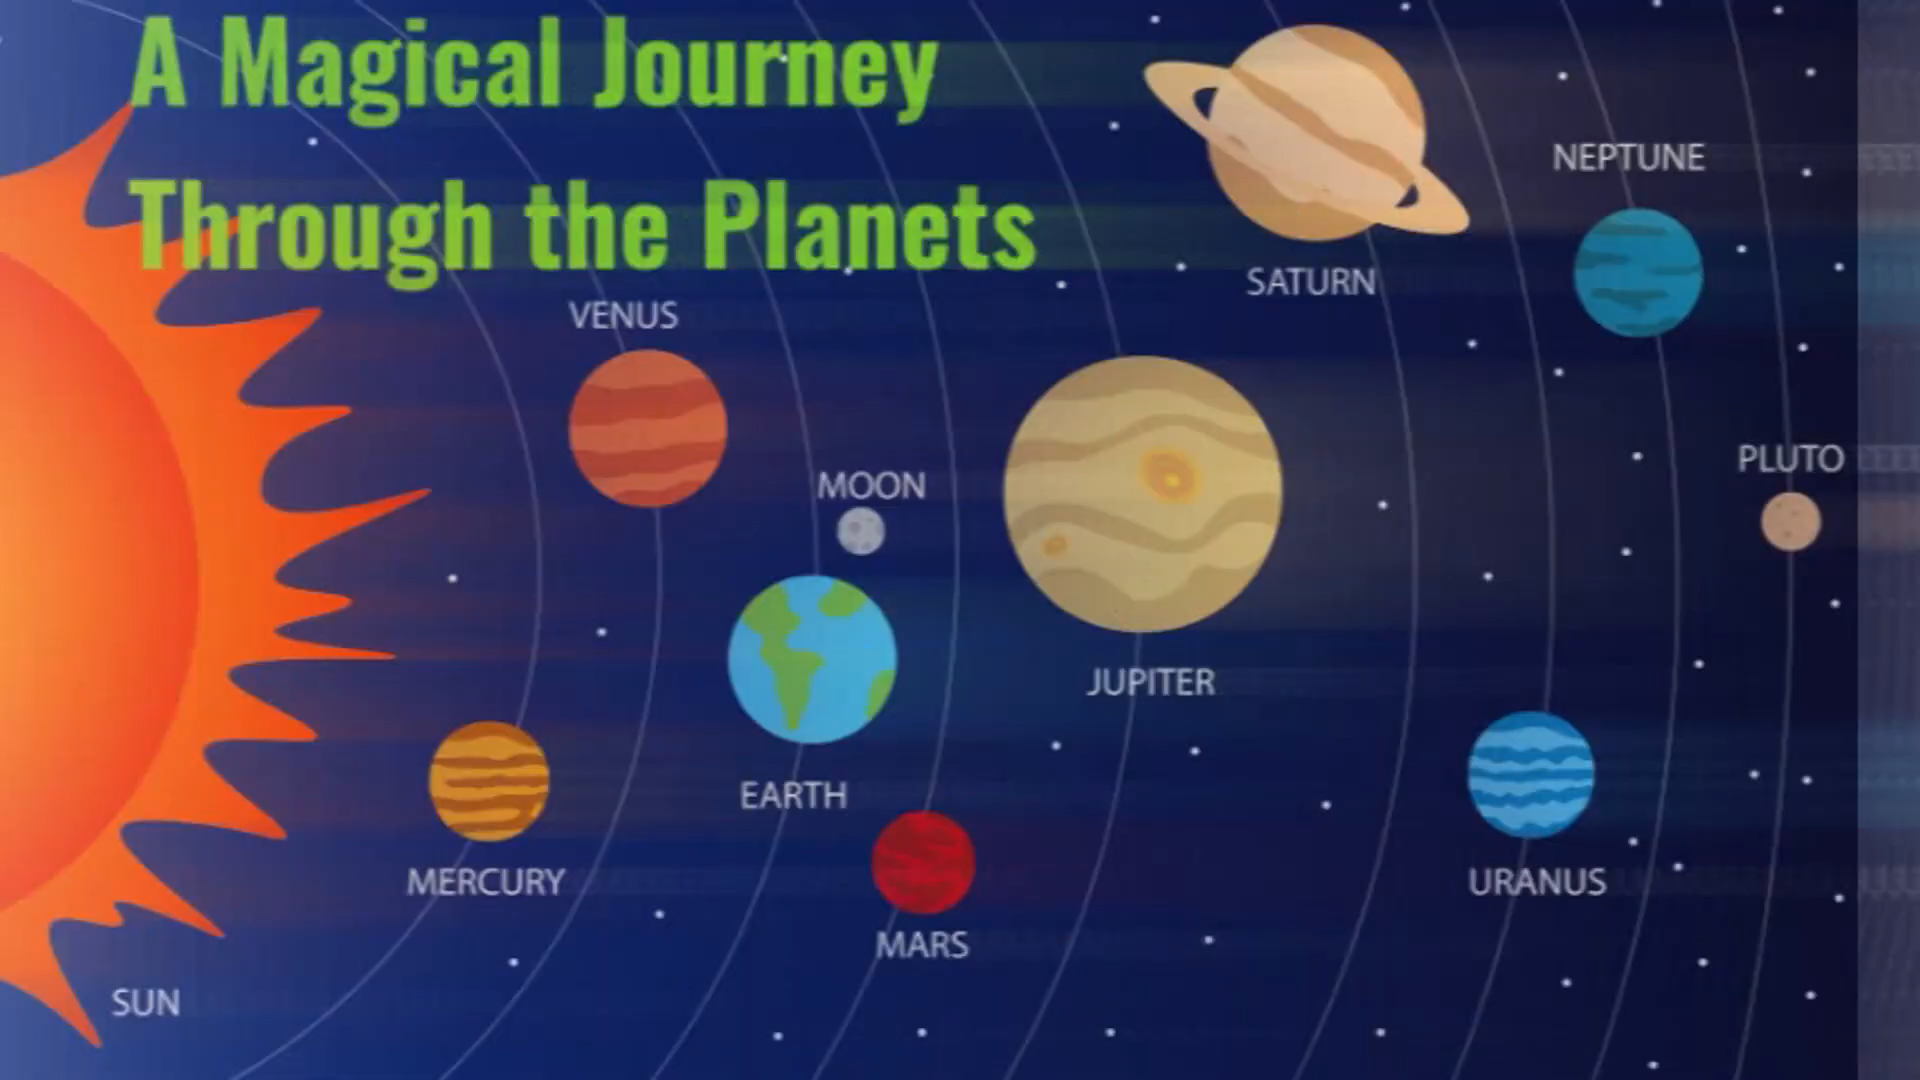 A Magical Journey
Through the Planets
NEPTUNE
SATURN
VENUS
PLUTO
MOON
JUPITER
EARTH
MERCURY
URANUS
MARS
SUN